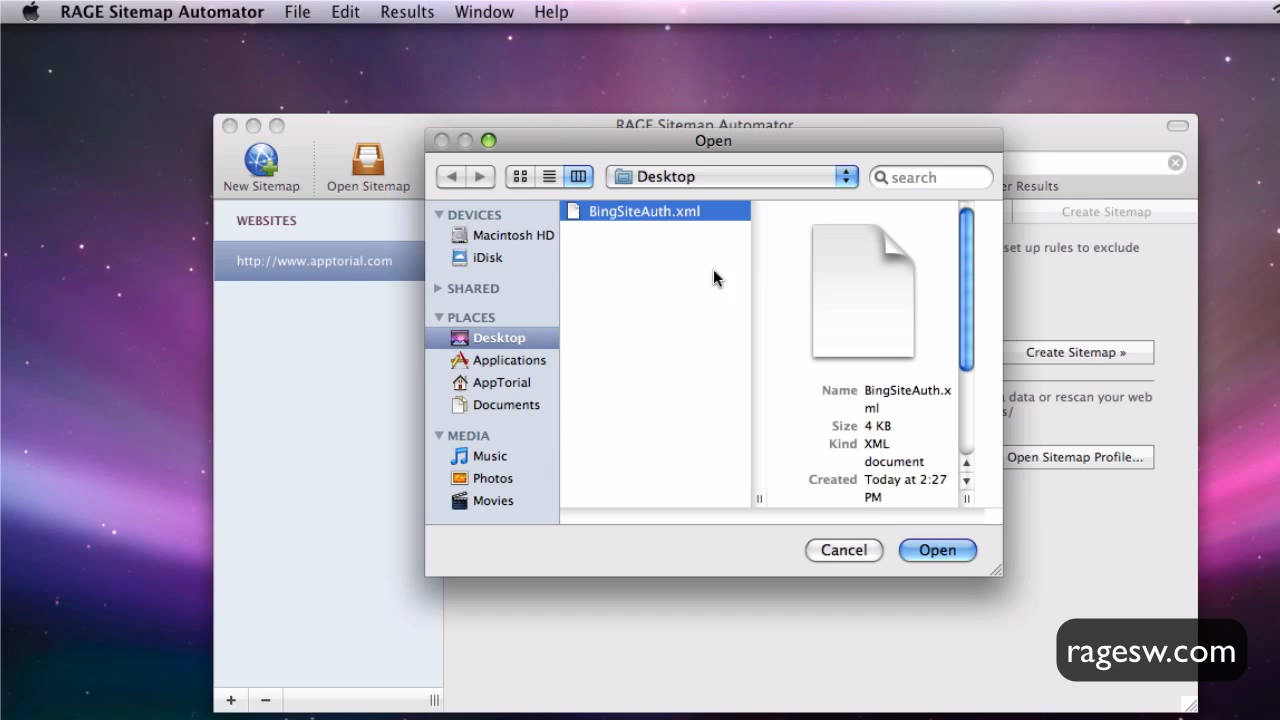 RAGE Sitemap Automator File Edit Results Window Help
RAGE Sitemap Automator
Open
New Sitemap
Open Sitemap
Desktop
search
er Results
WEBSITES
http://www.apptorial.com
DEVICES
Macintosh HD
iDisk
SHARED
PLACES
Desktop
Applications
AppTorial
Documents
MEDIA
Music
Photos
Movies
BingSiteAuth.xml
Name BingSiteAuth.x
ml
Size 4 KB
Kind XML
document
Created Today at 2:27
PM
Cancel
Open
Create Sitemap
set up rules to exclude
Create Sitemap »
data or rescan your web
s/
Open Sitemap Profile...
ragesw.com